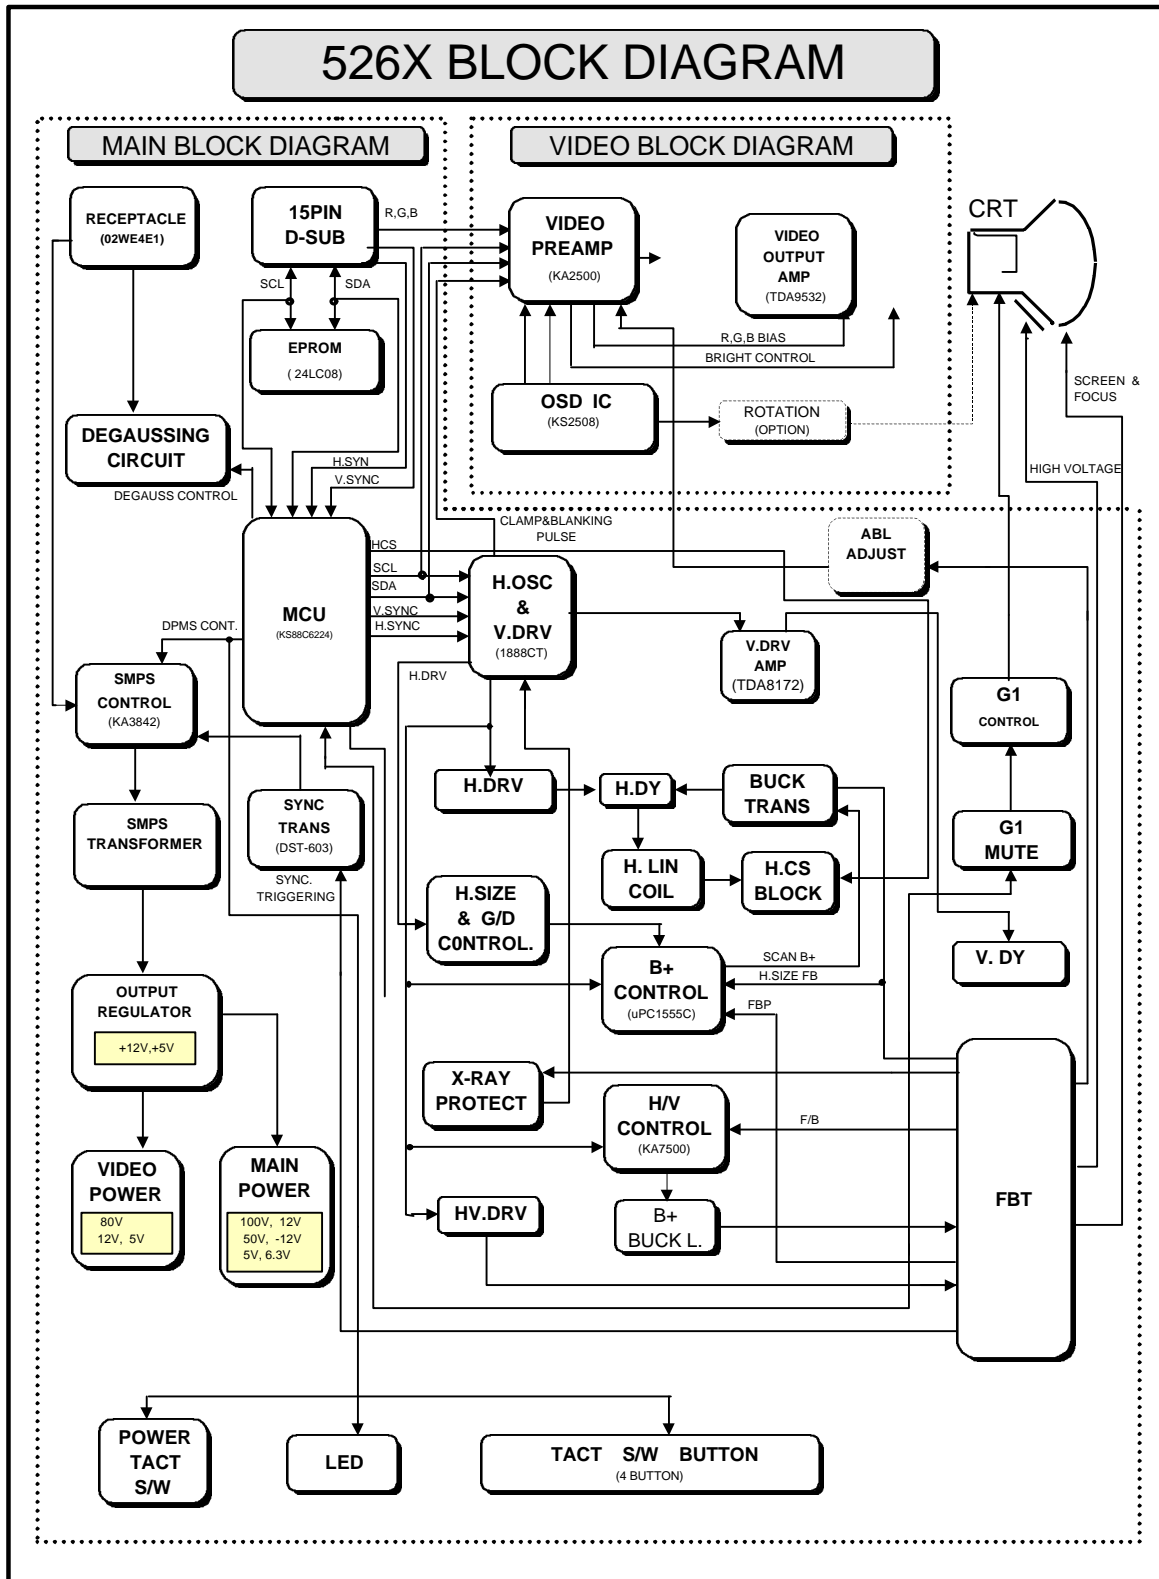 526X BLOCK DIAGRAM
MAIN BLOCK DIAGRAM
VIDEO BLOCK DIAGRAM
RECEPTACLE
(02WE4E1)
15PIN
D-SUB
R,G,B
SCL
SDA
EPROM
( 24LC08)
VIDEO
PREAMP
(KA2500)
VIDEO
OUTPUT
AMP
(TDA9532)
CRT
R,G,B BIAS
BRIGHT CONTROL
OSD IC
(KS2508)
ROTATION
(OPTION)
SCREEN &
FOCUS
HIGH VOLTAGE
DEGAUSSING
CIRCUIT
DEGAUSS CONTROL
H.SYN
V.SYNC
CLAMP&BLANKING
PULSE
ABL
ADJUST
MCU
(KS88C6224)
HCS
SCL
SDA
V.SYNC
H.SYNC
DPMS CONT.
H.OSC
&
V.DRV
(1888CT)
H.DRV
V.DRV
AMP
(TDA8172)
SMPS
CONTROL
(KA3842)
G1
CONTROL
H.DRV
H.DY
BUCK
TRANS
SYNC
TRANS
(DST-603)
SMPS
TRANSFORMER
G1
MUTE
H. LIN
COIL
H.CS
BLOCK
SYNC.
TRIGGERING
H.SIZE
& G/D
C0NTROL.
B+
CONTROL
(uPC1555C)
SCAN B+
H.SIZE FB
FBP
V. DY
OUTPUT
REGULATOR
+12V,+5V
X-RAY
PROTECT
H/V
CONTROL
(KA7500)
F/B
FBT
VIDEO
POWER
80V
12V, 5V
MAIN
POWER
100V, 12V
50V, -12V
5V, 6.3V
HV.DRV
B+
BUCK L.
POWER
TACT
S/W
LED
TACT S/W BUTTON
(4 BUTTON)